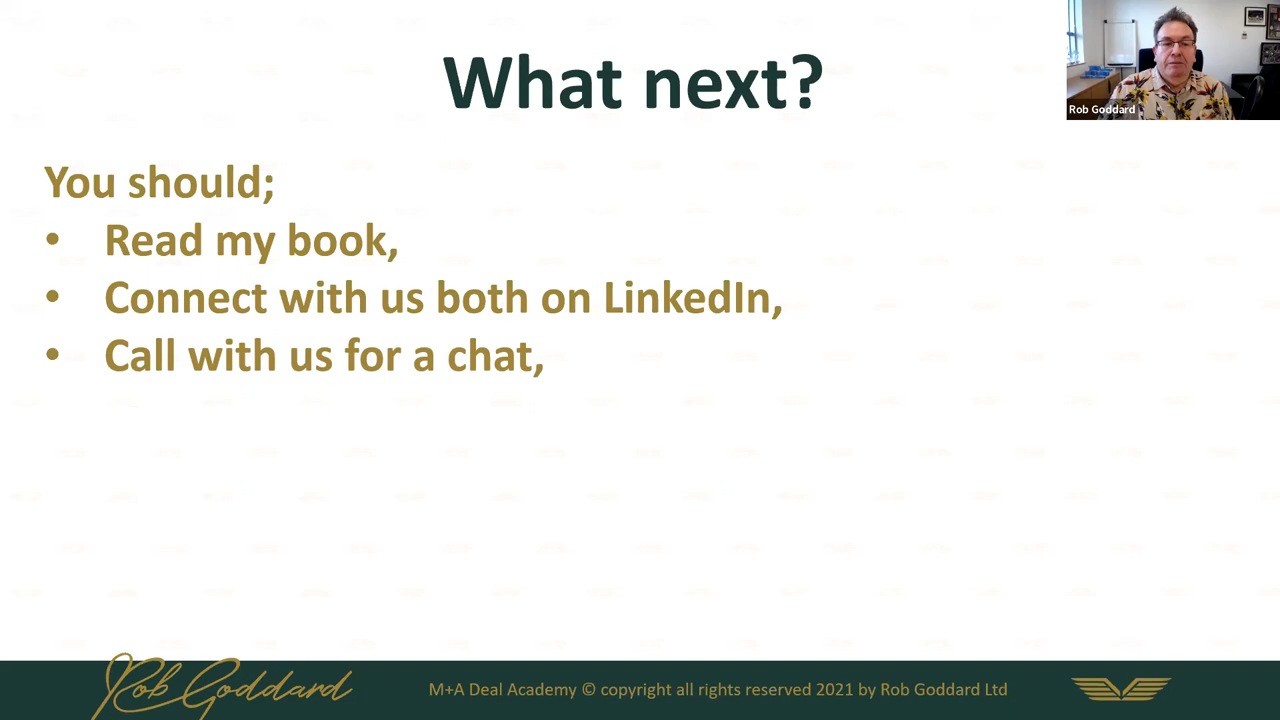 What next?
Rob Goddard
You should;
• Read my book,
• Connect with us both on LinkedIn,
• Call with us for a chat,
Rob Goddard
M+A Deal Academy © copyright all rights reserved 2021 by Rob Goddard Ltd